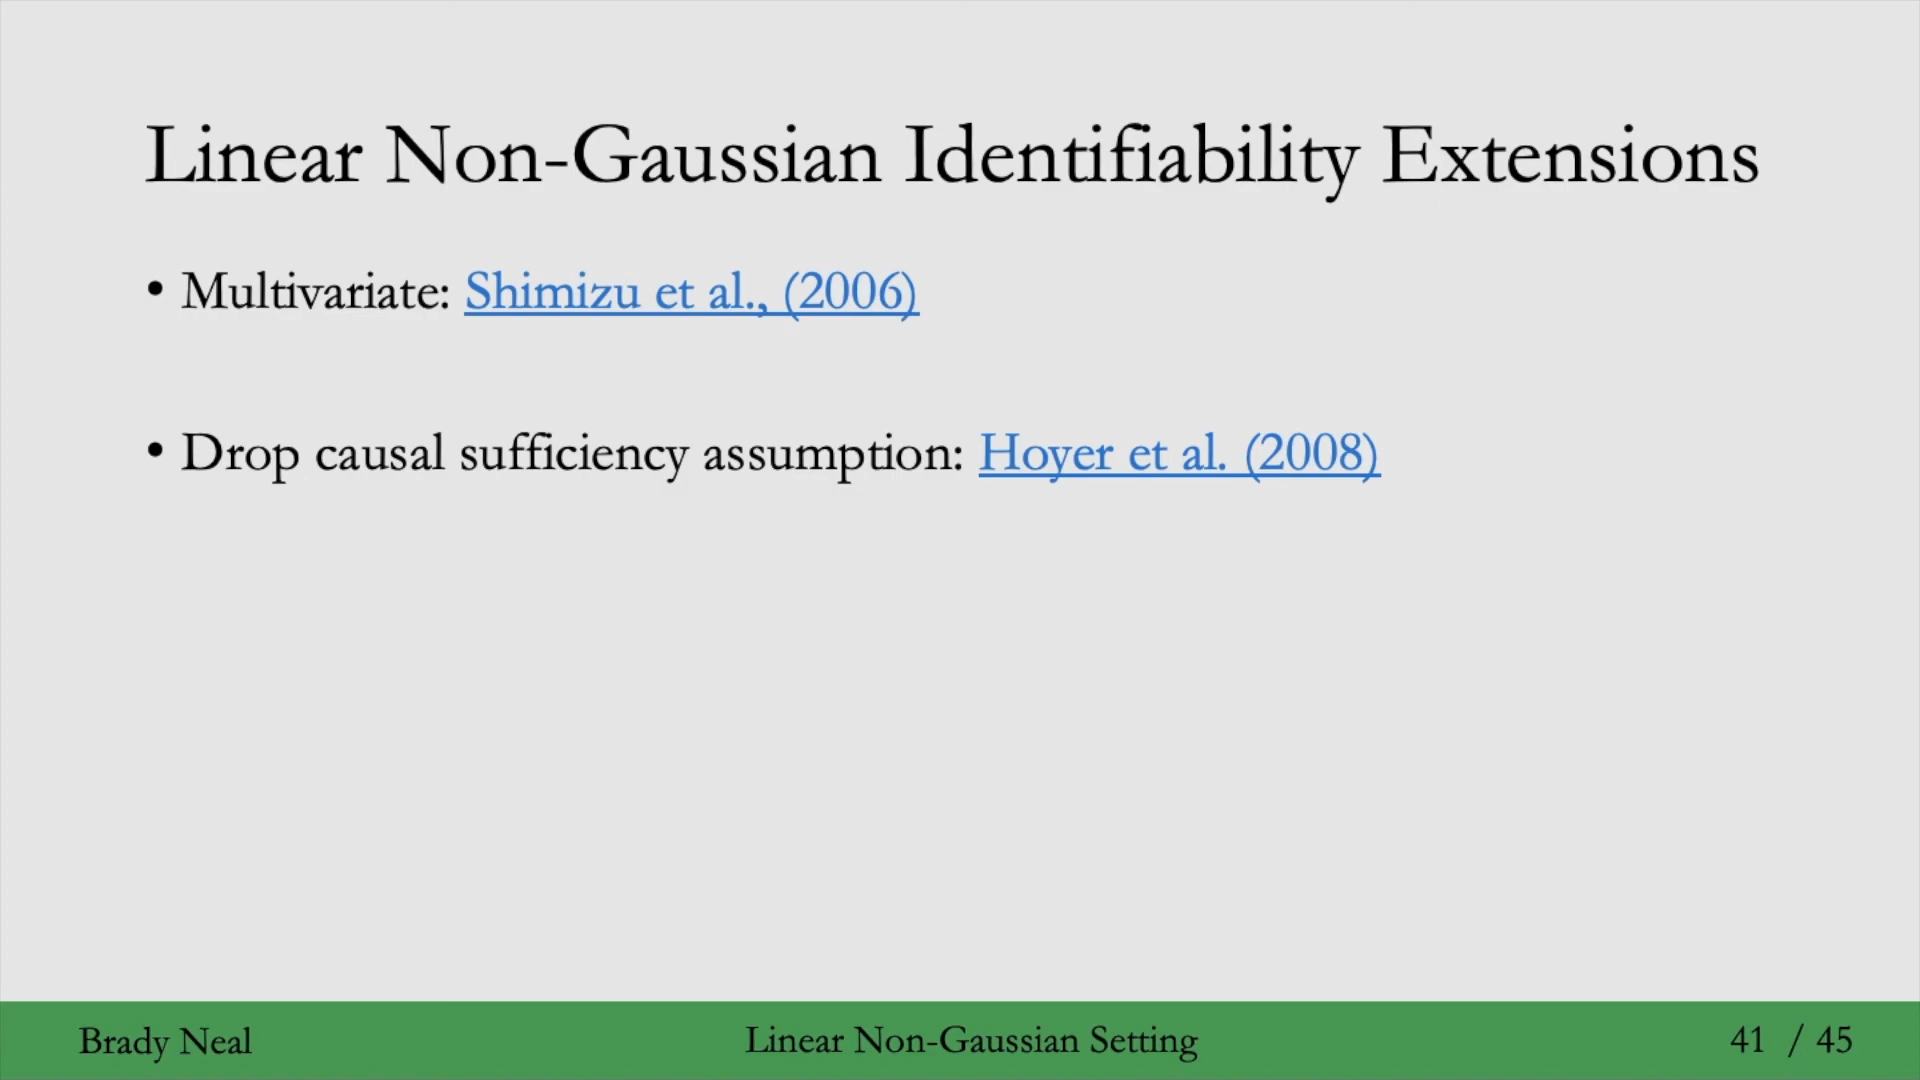 Linear Non-Gaussian Identifiability Extensions
• Multivariate: Shimizu et al., (2006)
• Drop causal sufficiency assumption: Hoyer et al. (2008)
Brady Neal
Linear Non-Gaussian Setting
41 / 45